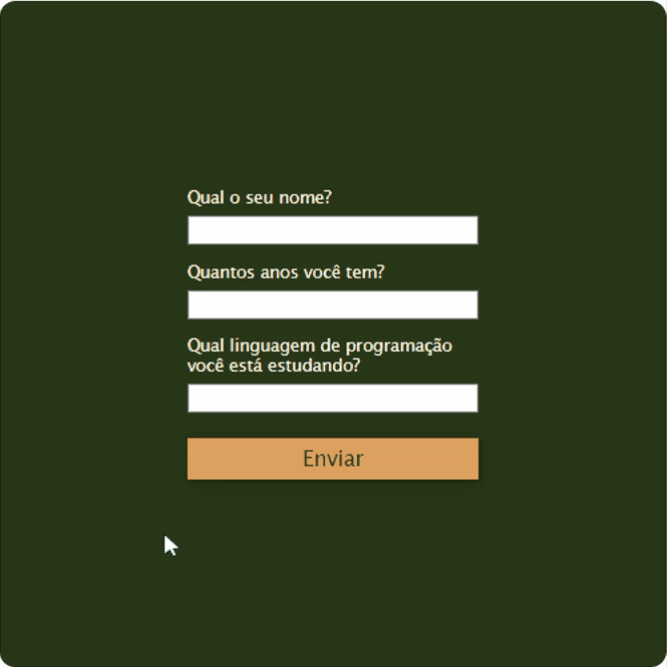 Qual o seu nome?
Quantos anos você tem?
Qual linguagem de programação
você está estudando?
Enviar